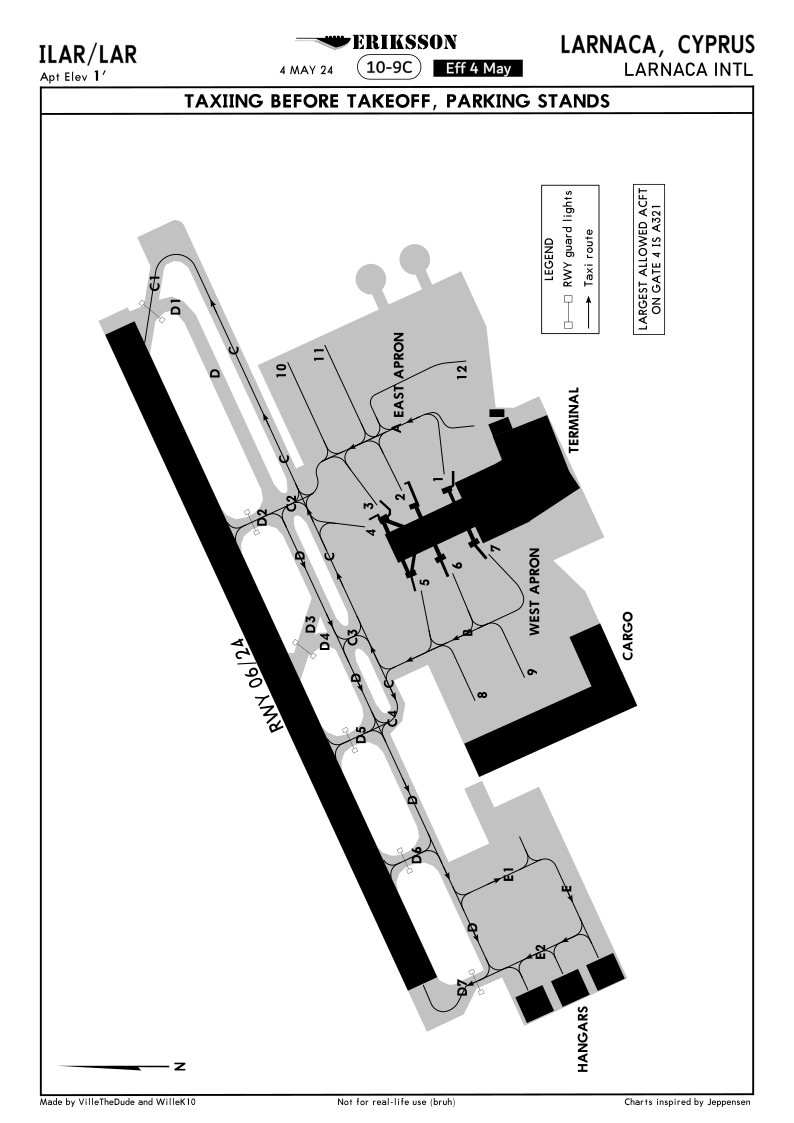 ILAR/LAR
Apt Elev 1'
ERIKSSON
4 MAY 24
10-9C
Eff 4 May
LARNACA, CYPRUS
LARNACA INTL
TAXIING BEFORE TAKEOFF, PARKING STANDS
LEGEND
RWY guard lights
Taxi route
LARGEST ALLOWED ACFT
ON GATE 4 IS A321
C1
D1
D
C
C
C2
D2
D
C
D3
D4
C3
D
C
C4
D5
D
D6
D
D7
E1
E
E2
RWY 06/24
10
11
12
EAST APRON
A
1
2
3
4
5
6
7
8
9
B
WEST APRON
TERMINAL
CARGO
HANGARS
N
Made by VilleTheDude and WilleK10
Not for real-life use (bruh)
Charts inspired by Jeppensen